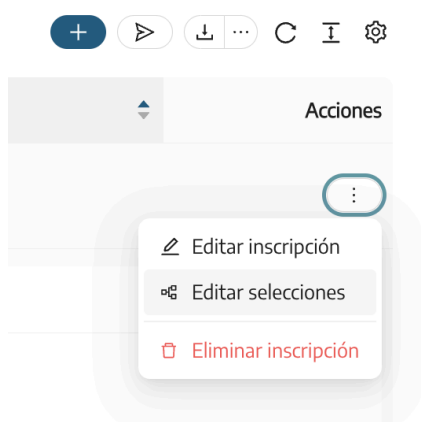 Acciones
Editar inscripción
Editar selecciones
Eliminar inscripción